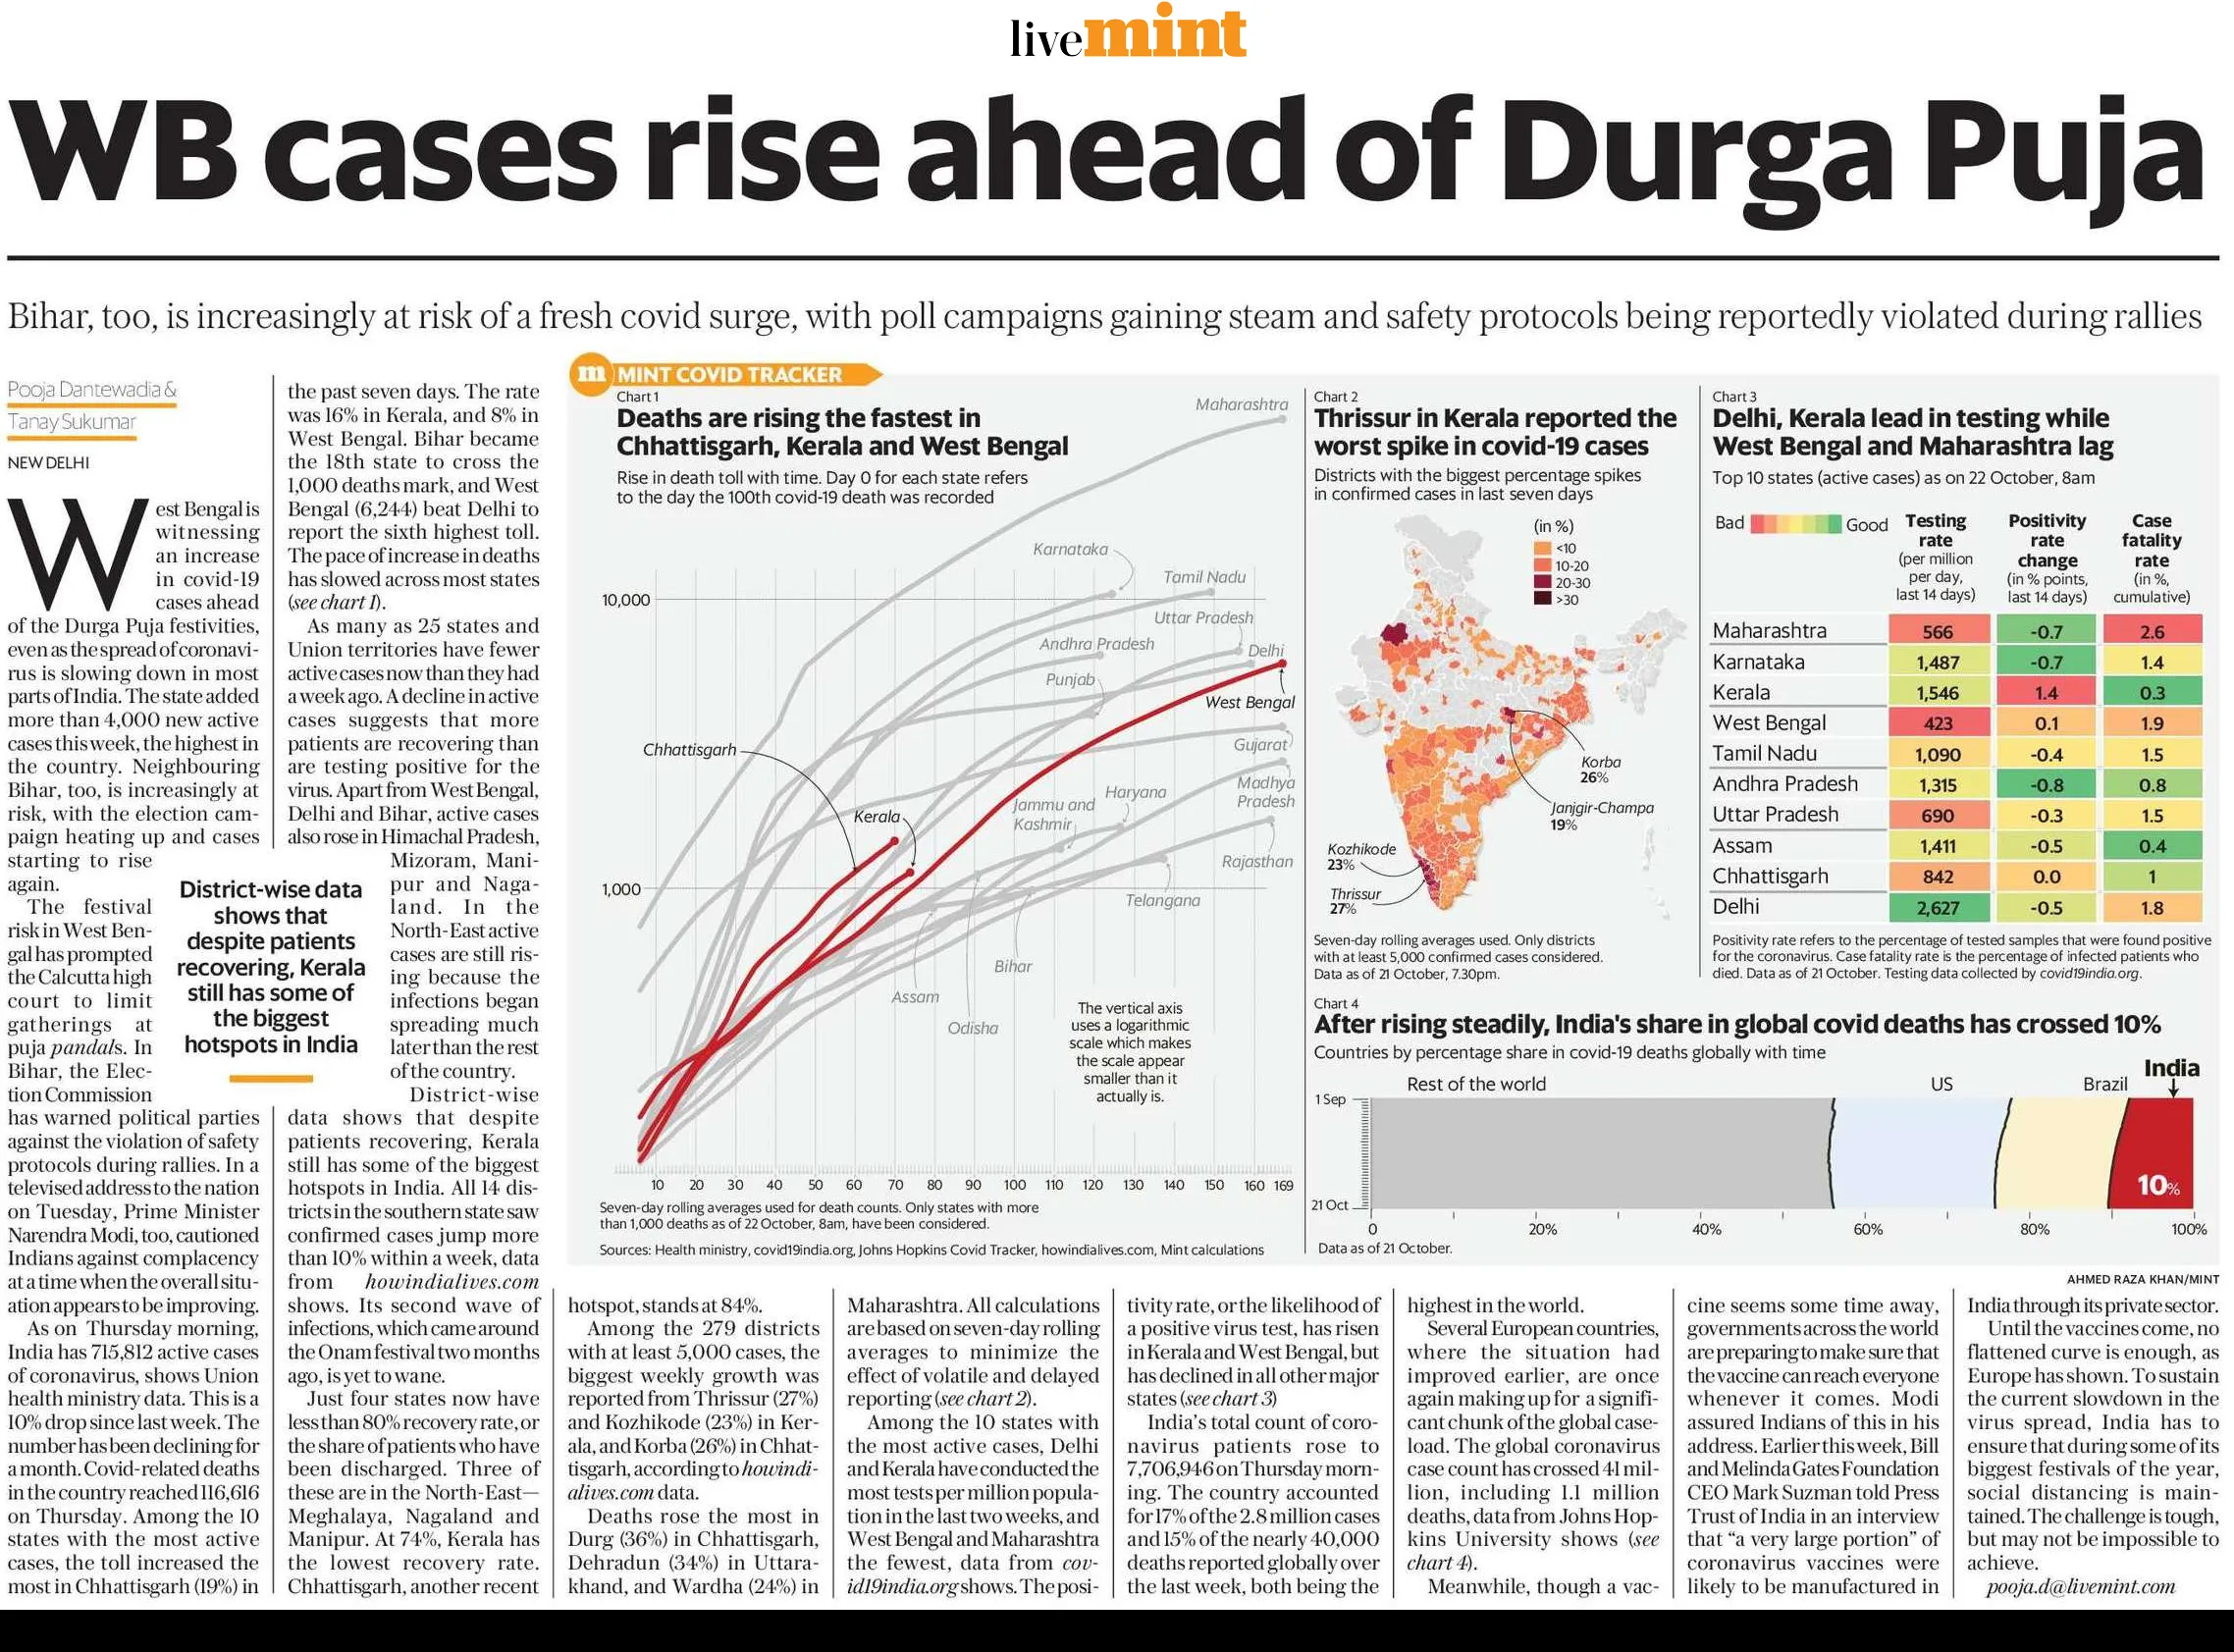 livemint
WB cases rise ahead of Durga Puja
Bihar, too, is increasingly at risk of a fresh covid surge, with poll campaigns gaining steam and safety protocols being reportedly violated during rallies
Pooja Dantewadia &
Tanay Sukumar
NEW DELHI
West Bengal is
witnessing
an increase
in covid-19
cases ahead
of the Durga Puja festivities,
even as the spread of coronavi-
rus is slowing down in most
parts of India. The state added
more than 4,000 new active
cases this week, the highest in
the country. Neighbouring
Bihar, too, is increasingly at
risk, with the election cam-
paign heating up and cases
starting to rise
again.
The festival
risk in West Ben-
gal has prompted
the Calcutta high
court to limit
gatherings at
puja pandals. In
Bihar, the Elec-
tion Commission
has warned political parties
against the violation of safety
protocols during rallies. In a
televised address to the nation
on Tuesday, Prime Minister
Narendra Modi, too, cautioned
Indians against complacency
at a time when the overall situ-
ation appears to be improving.
As on Thursday morning,
India has 715,812 active cases
of coronavirus, shows Union
health ministry data. This is a
10% drop since last week. The
number has been declining for
a month. Covid-related deaths
in the country reached 116,616
on Thursday. Among the 10
states with the most active
cases, the toll increased the
most in Chhattisgarh (19%) in
the past seven days. The rate
was 16% in Kerala, and 8% in
West Bengal. Bihar became
the 18th state to cross the
1,000 deaths mark, and West
Bengal (6,244) beat Delhi to
report the sixth highest toll.
The pace of increase in deaths
has slowed across most states
(see chart 1).
As many as 25 states and
Union territories have fewer
active cases now than they had
a week ago. A decline in active
cases suggests that more
patients are recovering than
are testing positive for the
virus. Apart from West Bengal,
Delhi and Bihar, active cases
also rose in Himachal Pradesh,
Mizoram, Mani-
pur and Naga-
land. In the
North-East active
cases are still ris-
ing because the
infections began
spreading much
later than the rest
of the country.
District-wise
data shows that despite
patients recovering, Kerala
still has some of the biggest
hotspots in India. All 14 dis-
tricts in the southern state saw
confirmed cases jump more
than 10% within a week, data
from howindialives.com
shows. Its second wave of
infections, which came around
the Onam festival two months
ago, is yet to wane.
Just four states now have
less than 80% recovery rate, or
the share of patients who have
been discharged. Three of
these are in the North-East—
Meghalaya, Nagaland and
Manipur. At 74%, Kerala has
the lowest recovery rate.
Chhattisgarh, another recent
District-wise data
shows that
despite patients
recovering, Kerala
still has some of
the biggest
hotspots in India
m MINT COVID TRACKER
Chart 1
Deaths are rising the fastest in
Chhattisgarh, Kerala and West Bengal
Rise in death toll with time. Day 0 for each state refers
to the day the 100th covid-19 death was recorded
Maharashtra
Karnataka
Tamil Nadu
10,000
Uttar Pradesh
Andhra Pradesh
Delhi
Punjab
West Bengal
Gujarat
Chhattisgarh
Madhya
Pradesh
Haryana
Jammu and
Kashmir
Kerala
Rajasthan
1,000
Telangana
Bihar
Assam
Odisha
The vertical axis
uses a logarithmic
scale which makes
the scale appear
smaller than it
actually is.
10 20 30 40 50 60 70 80 90 100 110 120 130 140 150 160 169
Seven-day rolling averages used for death counts. Only states with more
than 1,000 deaths as of 22 October, 8am, have been considered.
Sources: Health ministry, covid19india.org, Johns Hopkins Covid Tracker, howindialives.com, Mint calculations
Chart 2
Thrissur in Kerala reported the
worst spike in covid-19 cases
Districts with the biggest percentage spikes
in confirmed cases in last seven days
(in %)
<10
10-20
20-30
>30
Korba
26%
Janjgir-Champa
19%
Kozhikode
23%
Thrissur
27%
Seven-day rolling averages used. Only districts
with at least 5,000 confirmed cases considered.
Data as of 21 October, 7.30pm.
Chart 3
Delhi, Kerala lead in testing while
West Bengal and Maharashtra lag
Top 10 states (active cases) as on 22 October, 8am
Bad Good
Testing
rate
(per million
per day,
last 14 days)
Positivity
rate
change
(in % points,
last 14 days)
Case
fatality
rate
(in %,
cumulative)
Maharashtra 566 -0.7 2.6
Karnataka 1,487 -0.7 1.4
Kerala 1,546 1.4 0.3
West Bengal 423 0.1 1.9
Tamil Nadu 1,090 -0.4 1.5
Andhra Pradesh 1,315 -0.8 0.8
Uttar Pradesh 690 -0.3 1.5
Assam 1,411 -0.5 0.4
Chhattisgarh 842 0.0 1
Delhi 2,627 -0.5 1.8
Positivity rate refers to the percentage of tested samples that were found positive
for the coronavirus. Case fatality rate is the percentage of infected patients who
died. Data as of 21 October. Testing data collected by covid19india.org.
Chart 4
After rising steadily, India's share in global covid deaths has crossed 10%
Countries by percentage share in covid-19 deaths globally with time
Rest of the world US Brazil India
1 Sep
10%
21 Oct
0 20% 40% 60% 80% 100%
Data as of 21 October.
AHMED RAZA KHAN/MINT
hotspot, stands at 84%.
Among the 279 districts
with at least 5,000 cases, the
biggest weekly growth was
reported from Thrissur (27%)
and Kozhikode (23%) in Ker-
ala, and Korba (26%) in Chhat-
tisgarh, according to howindi-
alives.com data.
Deaths rose the most in
Durg (36%) in Chhattisgarh,
Dehradun (34%) in Uttara-
khand, and Wardha (24%) in
Maharashtra. All calculations
are based on seven-day rolling
averages to minimize the
effect of volatile and delayed
reporting (see chart 2).
Among the 10 states with
the most active cases, Delhi
and Kerala have conducted the
most tests per million popula-
tion in the last two weeks, and
West Bengal and Maharashtra
the fewest, data from cov-
id19india.org shows. The posi-
tivity rate, or the likelihood of
a positive virus test, has risen
in Kerala and West Bengal, but
has declined in all other major
states (see chart 3)
India's total count of coro-
navirus patients rose to
7,706,946 on Thursday morn-
ing. The country accounted
for 17% of the 2.8 million cases
and 15% of the nearly 40,000
deaths reported globally over
the last week, both being the
highest in the world.
Several European countries,
where the situation had
improved earlier, are once
again making up for a signifi-
cant chunk of the global case-
load. The global coronavirus
case count has crossed 41 mil-
lion, including 1.1 million
deaths, data from Johns Hop-
kins University shows (see
chart 4).
Meanwhile, though a vac-
cine seems some time away,
governments across the world
are preparing to make sure that
the vaccine can reach everyone
whenever it comes. Modi
assured Indians of this in his
address. Earlier this week, Bill
and Melinda Gates Foundation
CEO Mark Suzman told Press
Trust of India in an interview
that “a very large portion” of
coronavirus vaccines were
likely to be manufactured in
India through its private sector.
Until the vaccines come, no
flattened curve is enough, as
Europe has shown. To sustain
the current slowdown in the
virus spread, India has to
ensure that during some of its
biggest festivals of the year,
social distancing is main-
tained. The challenge is tough,
but may not be impossible to
achieve.
pooja.d@livemint.com